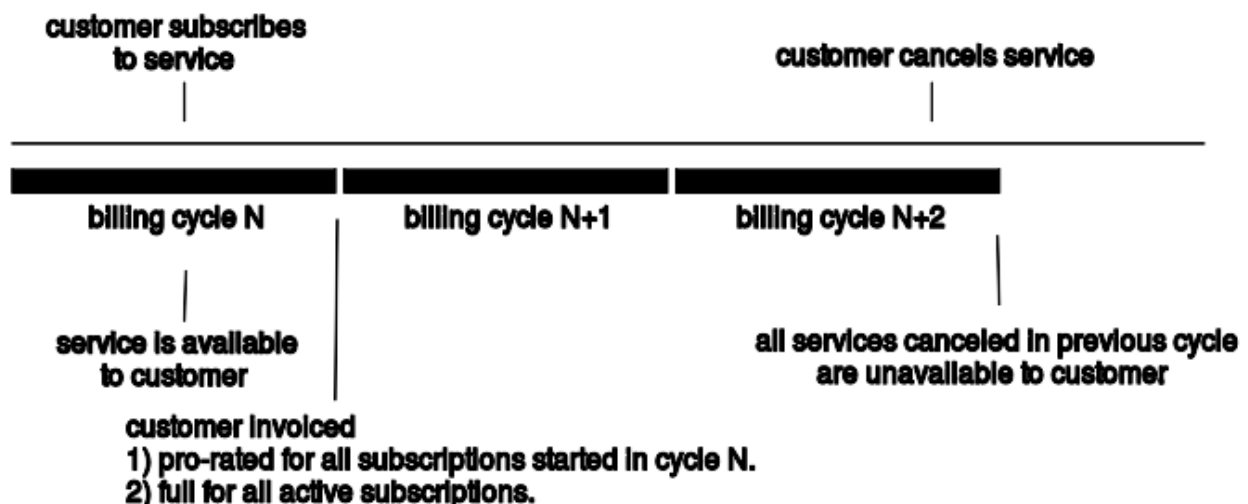 customer subscribes
to service
customer cancels service
billing cycle N
billing cycle N+1
billing cycle N+2
service is available
to customer
all services canceled in previous cycle
are unavailable to customer
customer invoiced
1) pro-rated for all subscriptions started in cycle N.
2) full for all active subscriptions.